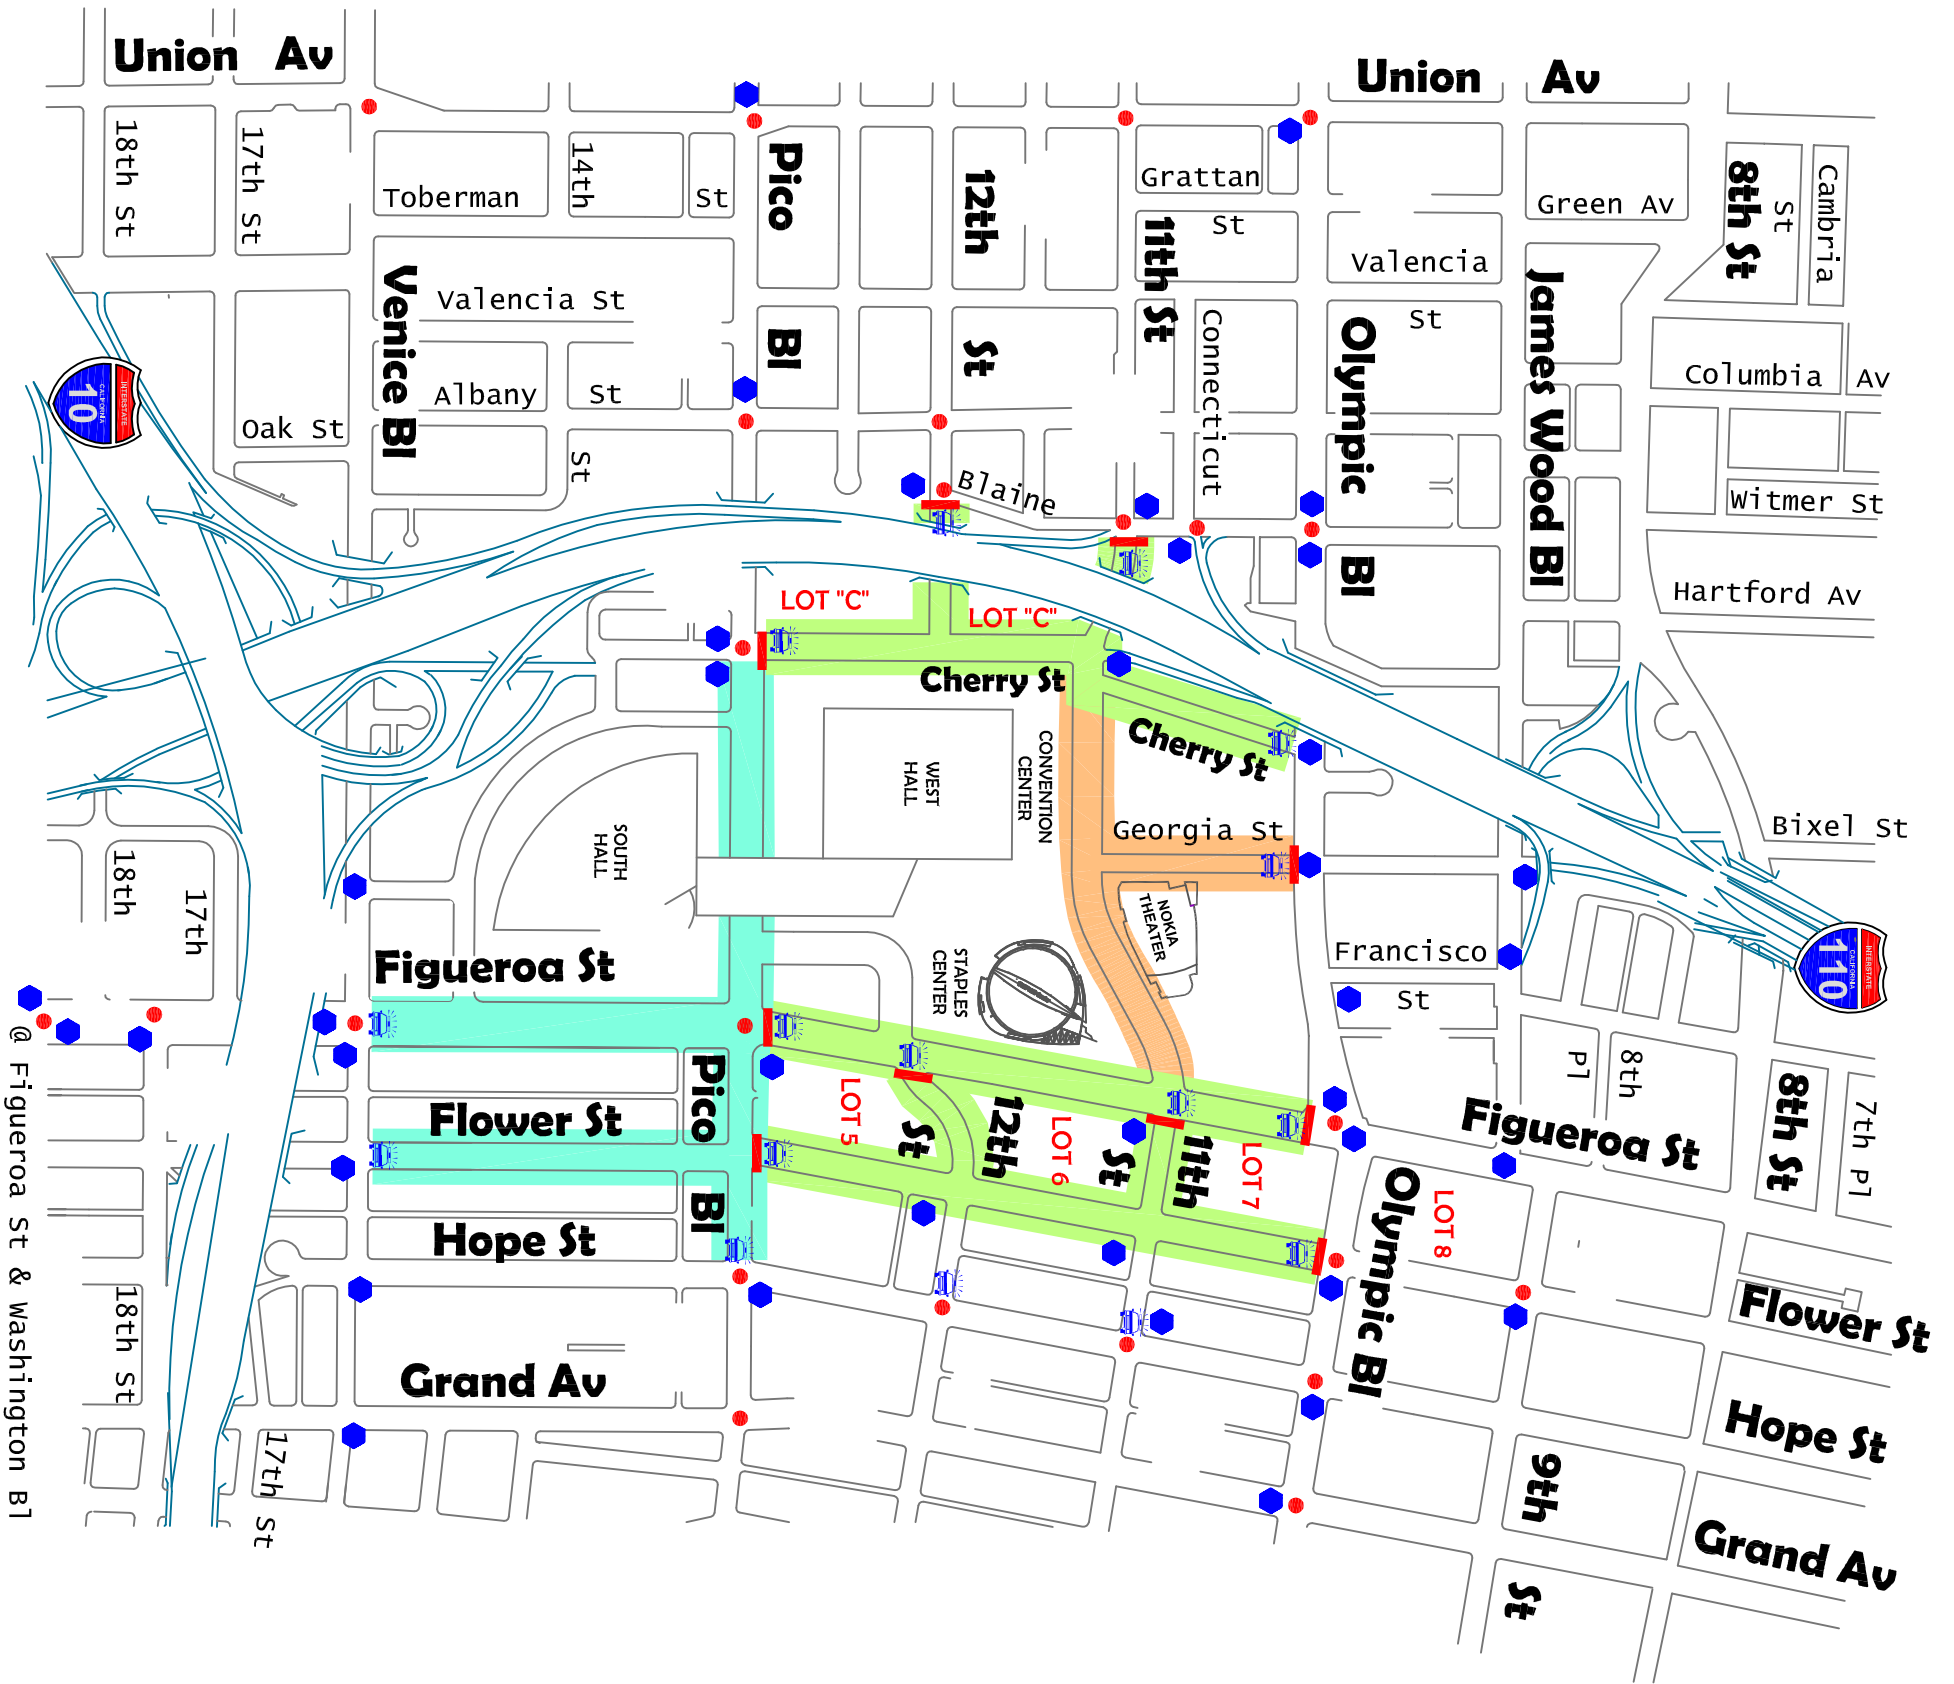 Union Av
Union Av
18th St
17th St
Toberman St
14th St
Pico Bl
12th St
Grattan St
11th St
Green Av
8th St
Cambria St
Valencia St
Venice Bl
Valencia St
Connecticut
Olympic Bl
James Wood Bl
Columbia Av
Albany St
Oak St
INTERSTATE
CALIFORNIA
10
Blaine
Witmer St
Hartford Av
LOT "C"
LOT "C"
Cherry St
Cherry St
CONVENTION
CENTER
WEST
HALL
SOUTH
HALL
Georgia St
Bixel St
18th
17th
NOKIA
THEATER
STAPLES
CENTER
Francisco St
INTERSTATE
CALIFORNIA
110
Figueroa St
@ Figueroa St & Washington Bl
Pico Bl
LOT 5
12th St
LOT 6
11th St
LOT 7
8th Pl
8th St
7th Pl
Flower St
Figueroa St
Olympic Bl
LOT 8
Hope St
18th St
Flower St
Grand Av
17th St
Hope St
9th St
Grand Av